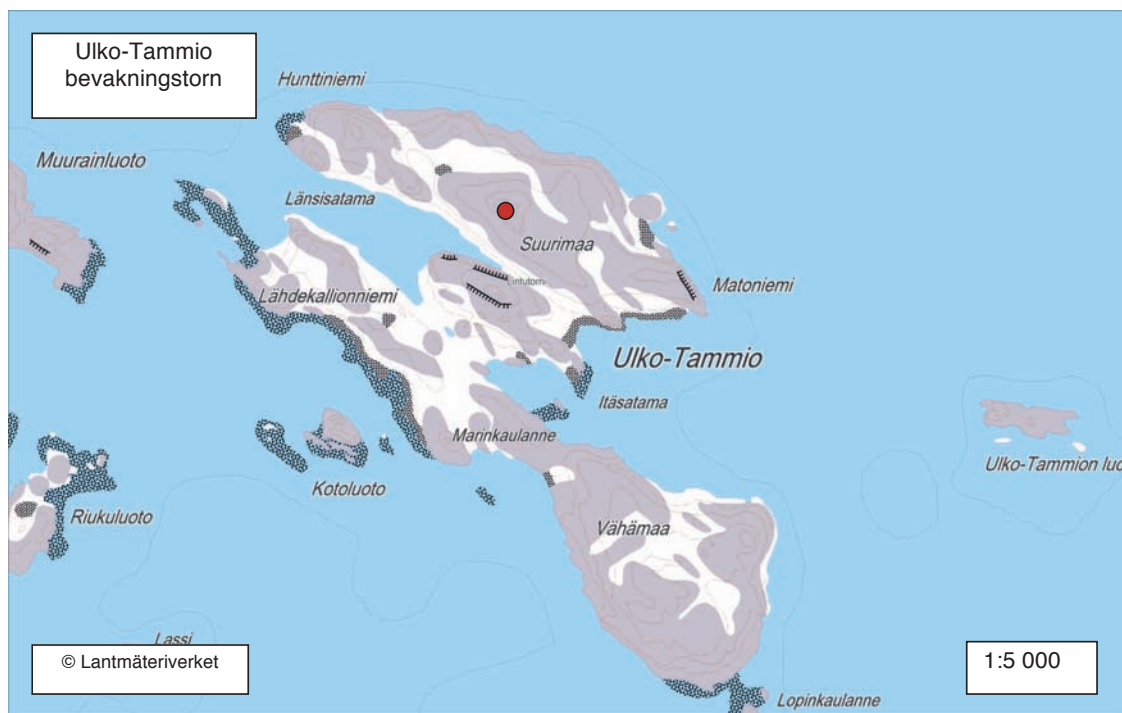 Ulko-Tammio
bevakningstorn
Hunttiniemi
Muurainluoto
Länsisatama
Suurimaa
Lintutorni
Matoniemi
Lähdekallionniemi
Ulko-Tammio
Itäsatama
Marinkaulanne
Ulko-Tammion luo
Kotoluoto
Riukuluoto
Vähämaa
Lassi
© Lantmäteriverket
1:5 000
Lopinkaulanne